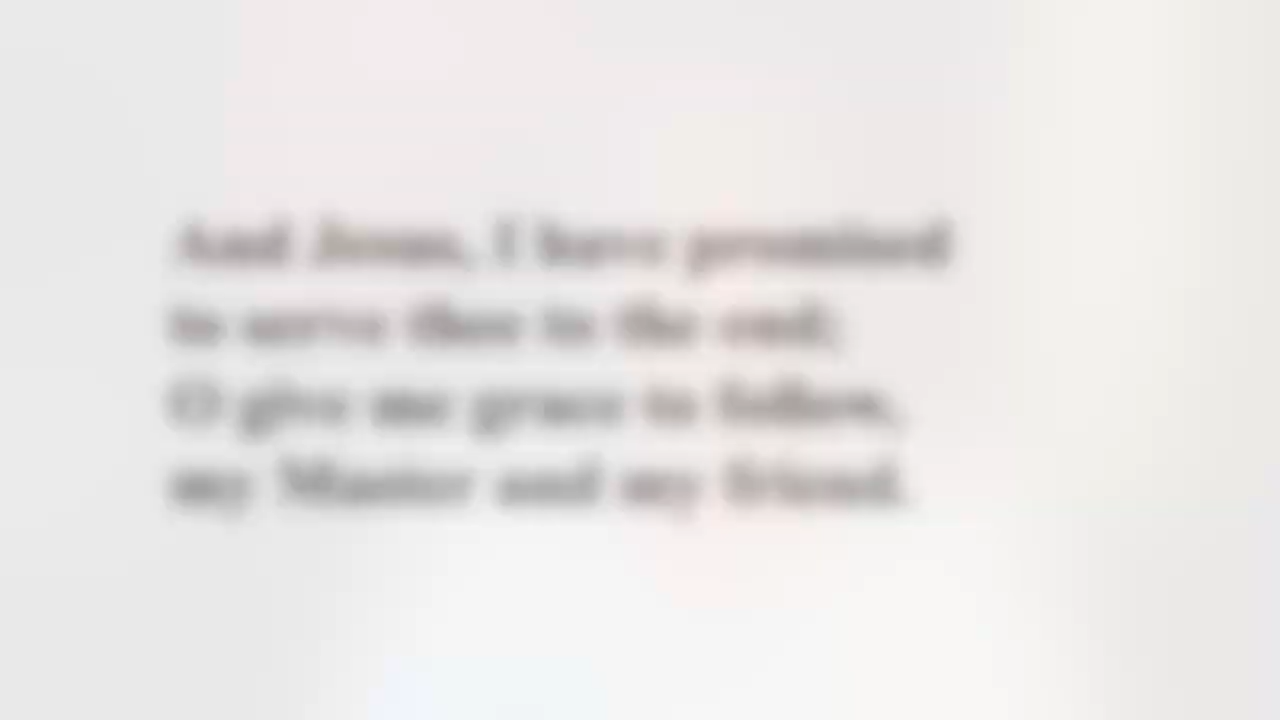 And Jesus, I have promised
to serve thee to the end;
O give me grace to follow,
my Master and my friend.